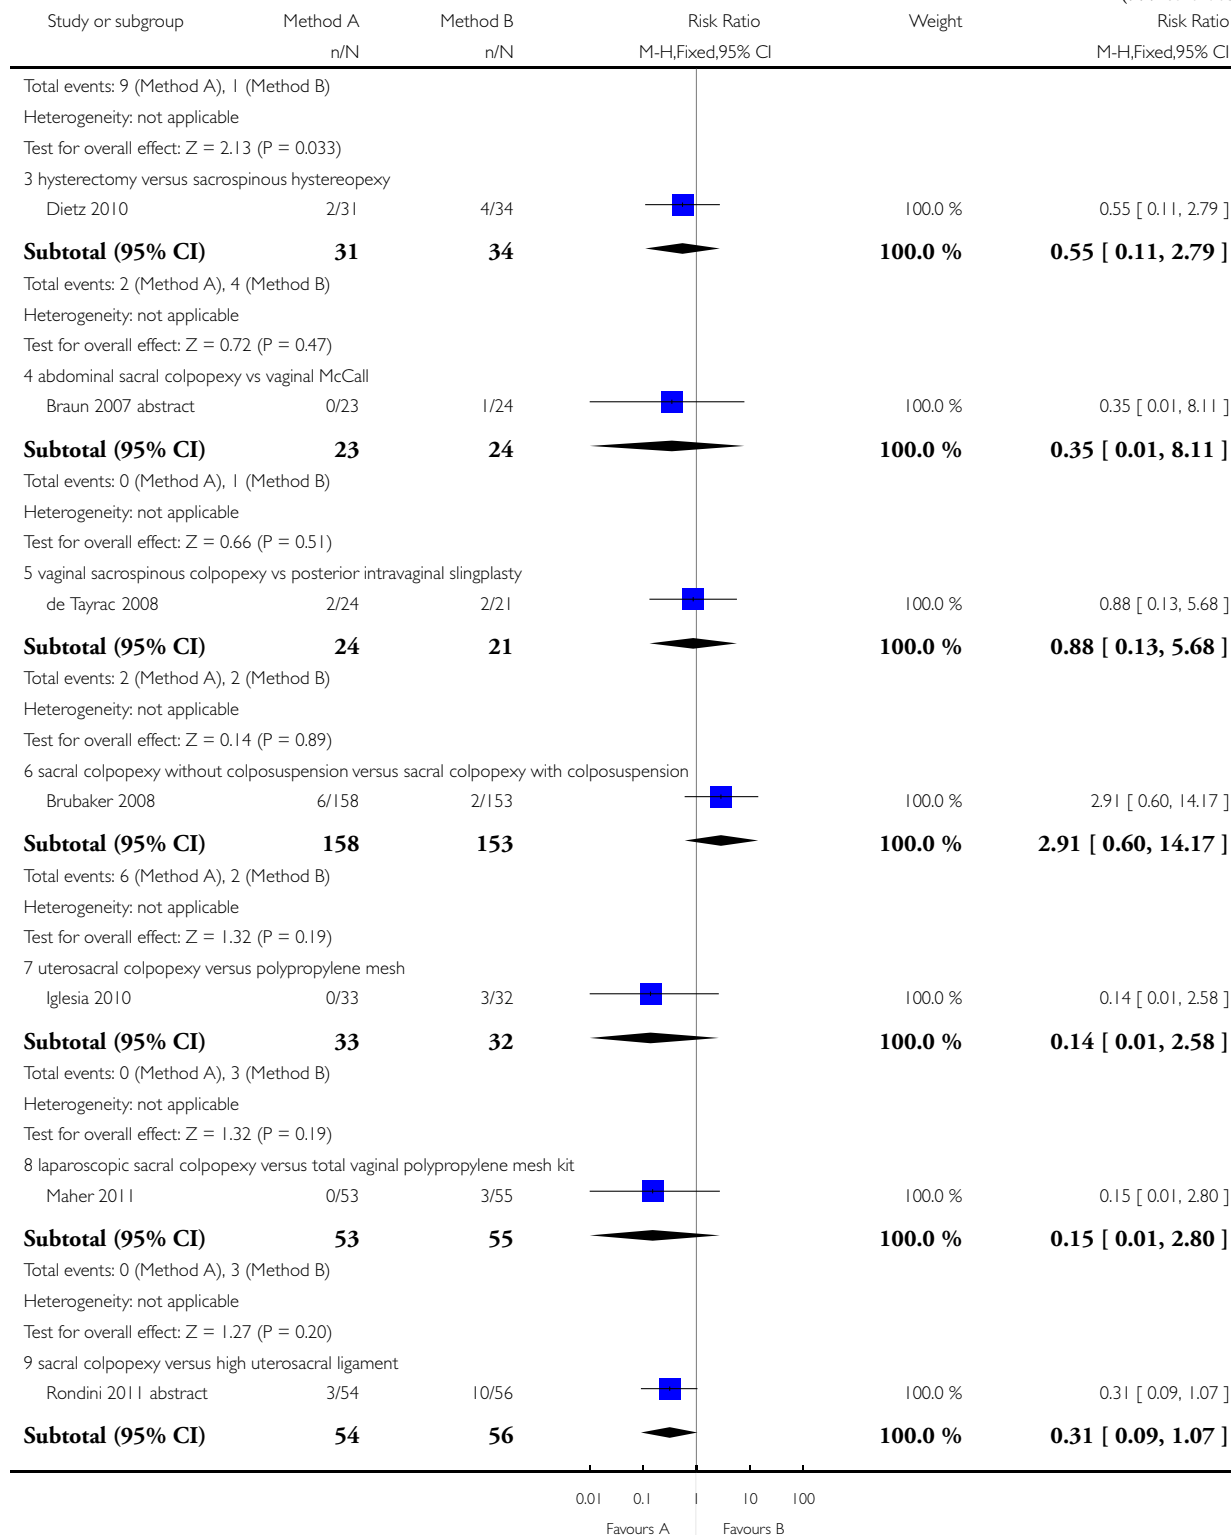 Study or subgroup Method A Method B Risk Ratio Weight Risk Ratio
n/N n/N M-H,Fixed,95% CI M-H,Fixed,95% CI
Total events: 9 (Method A), 1 (Method B)
Heterogeneity: not applicable
Test for overall effect: Z = 2.13 (P = 0.033)
3 hysterectomy versus sacrospinous hystereopexy
Dietz 2010 2/31 4/34 100.0 % 0.55 [ 0.11, 2.79 ]
Subtotal (95% CI) 31 34 100.0 % 0.55 [ 0.11, 2.79 ]
Total events: 2 (Method A), 4 (Method B)
Heterogeneity: not applicable
Test for overall effect: Z = 0.72 (P = 0.47)
4 abdominal sacral colpopexy vs vaginal McCall
Braun 2007 abstract 0/23 1/24 100.0 % 0.35 [ 0.01, 8.11 ]
Subtotal (95% CI) 23 24 100.0 % 0.35 [ 0.01, 8.11 ]
Total events: 0 (Method A), 1 (Method B)
Heterogeneity: not applicable
Test for overall effect: Z = 0.66 (P = 0.51)
5 vaginal sacrospinous colpopexy vs posterior intravaginal slingplasty
de Tayrac 2008 2/24 2/21 100.0 % 0.88 [ 0.13, 5.68 ]
Subtotal (95% CI) 24 21 100.0 % 0.88 [ 0.13, 5.68 ]
Total events: 2 (Method A), 2 (Method B)
Heterogeneity: not applicable
Test for overall effect: Z = 0.14 (P = 0.89)
6 sacral colpopexy without colposuspension versus sacral colpopexy with colposuspension
Brubaker 2008 6/158 2/153 100.0 % 2.91 [ 0.60, 14.17 ]
Subtotal (95% CI) 158 153 100.0 % 2.91 [ 0.60, 14.17 ]
Total events: 6 (Method A), 2 (Method B)
Heterogeneity: not applicable
Test for overall effect: Z = 1.32 (P = 0.19)
7 uterosacral colpopexy versus polypropylene mesh
Iglesia 2010 0/33 3/32 100.0 % 0.14 [ 0.01, 2.58 ]
Subtotal (95% CI) 33 32 100.0 % 0.14 [ 0.01, 2.58 ]
Total events: 0 (Method A), 3 (Method B)
Heterogeneity: not applicable
Test for overall effect: Z = 1.32 (P = 0.19)
8 laparoscopic sacral colpopexy versus total vaginal polypropylene mesh kit
Maher 2011 0/53 3/55 100.0 % 0.15 [ 0.01, 2.80 ]
Subtotal (95% CI) 53 55 100.0 % 0.15 [ 0.01, 2.80 ]
Total events: 0 (Method A), 3 (Method B)
Heterogeneity: not applicable
Test for overall effect: Z = 1.27 (P = 0.20)
9 sacral colpopexy versus high uterosacral ligament
Rondini 2011 abstract 3/54 10/56 100.0 % 0.31 [ 0.09, 1.07 ]
Subtotal (95% CI) 54 56 100.0 % 0.31 [ 0.09, 1.07 ]
0.01 0.1 1 10 100
Favours A Favours B